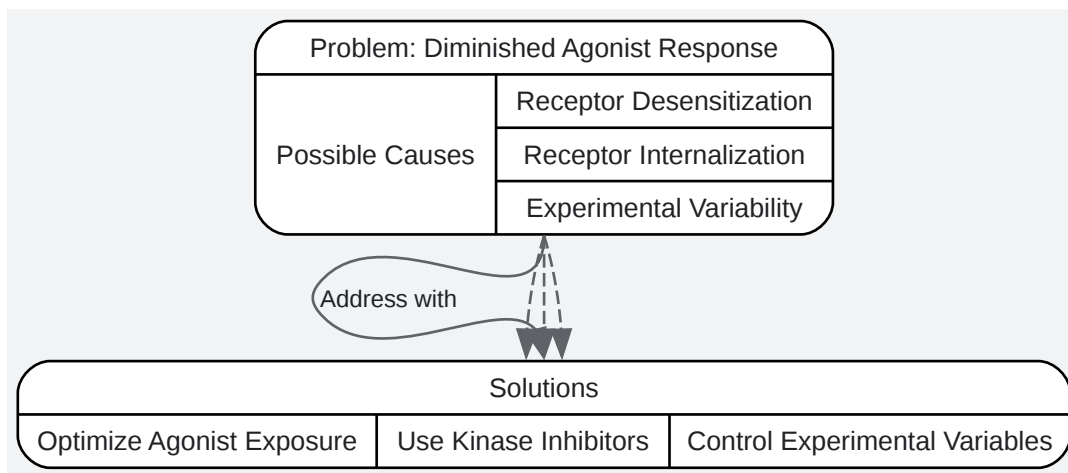 Problem: Diminished Agonist Response
Possible Causes
Receptor Desensitization
Receptor Internalization
Experimental Variability
Address with
Solutions
Optimize Agonist Exposure
Use Kinase Inhibitors
Control Experimental Variables